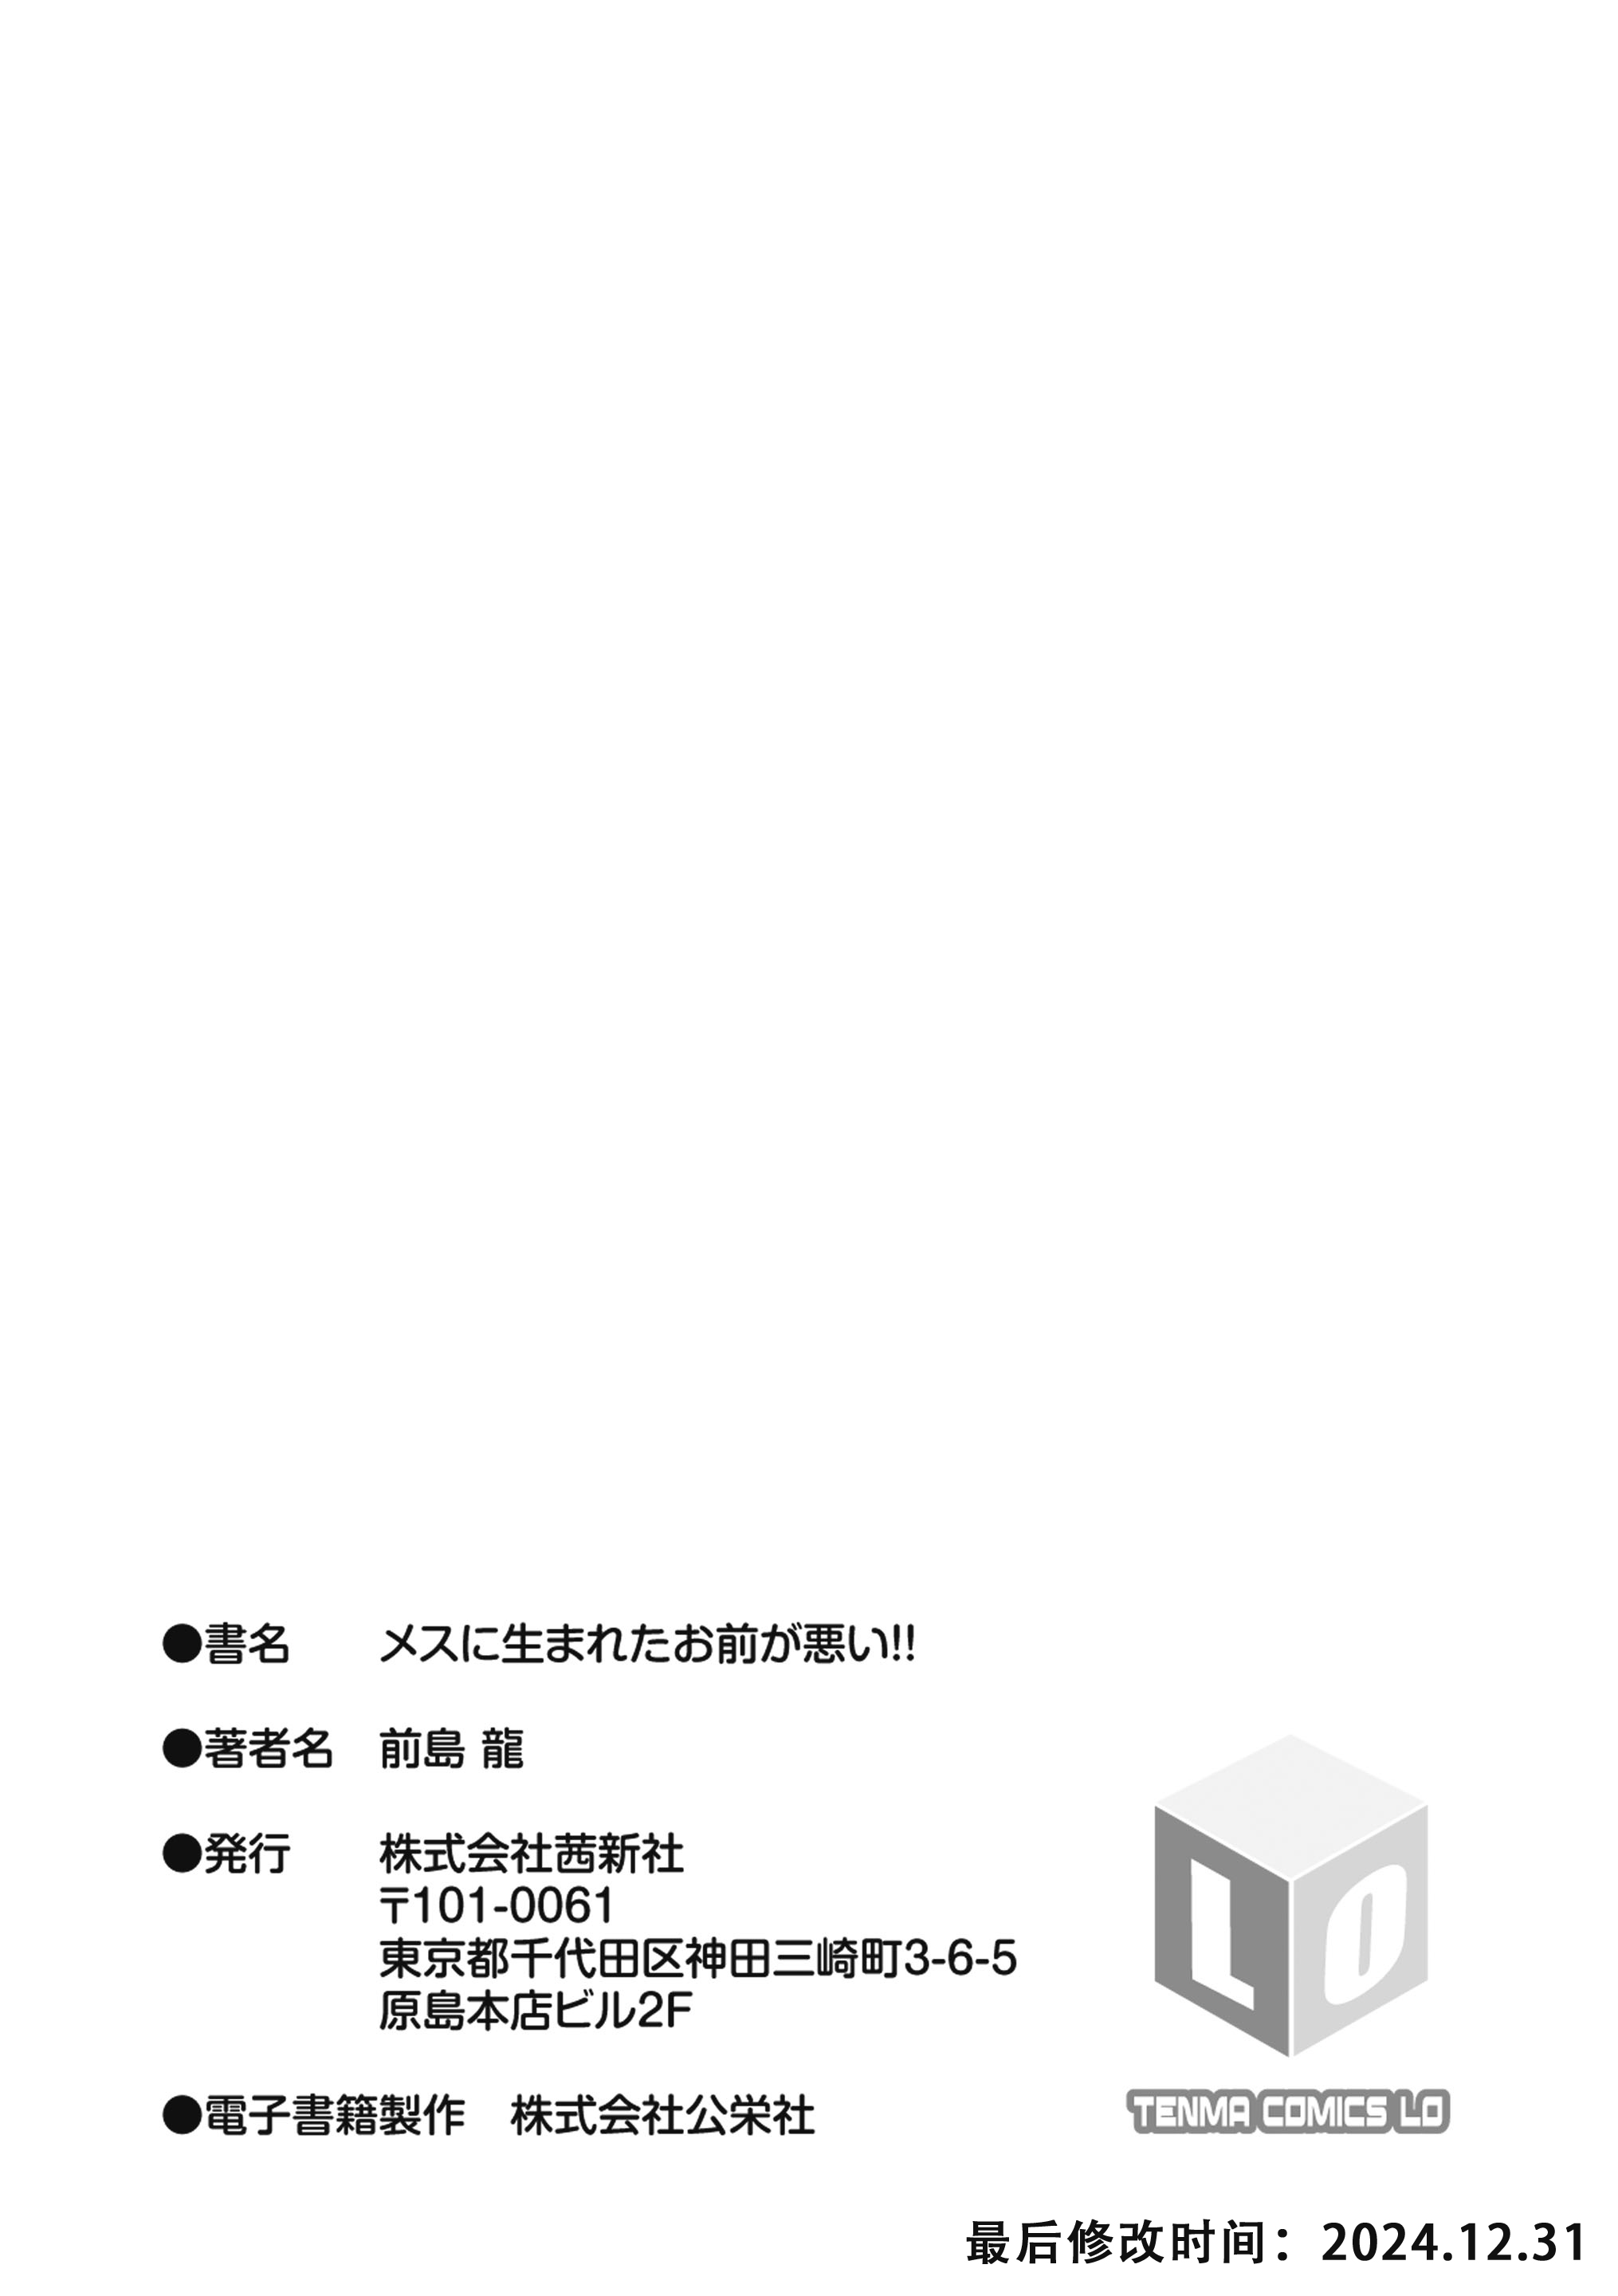 ●書名 メスに生まれたお前が悪い!!
●著者名 前島 龍
●発行 株式会社茜新社
〒101-0061
東京都千代田区神田三崎町3-6-5
原島本店ビル2F
●電子書籍製作 株式会社公栄社
LO
TENMA COMICS LO
最后修改时间：2024.12.31